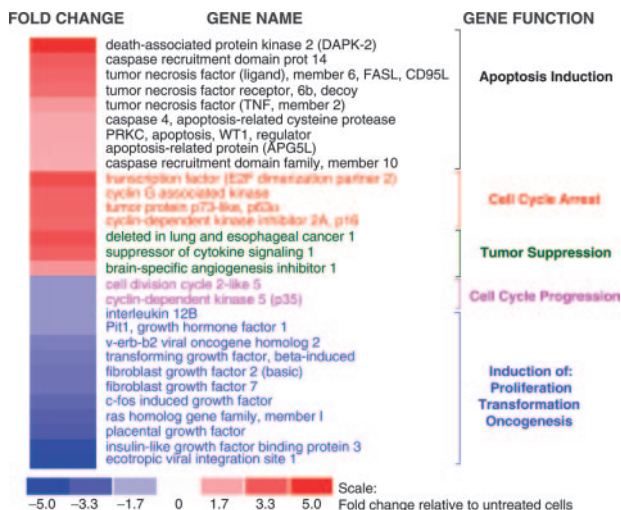 FOLD CHANGE GENE NAME GENE FUNCTION
death-associated protein kinase 2 (DAPK-2)
caspase recruitment domain prot 14
tumor necrosis factor (ligand), member 6, FASL, CD95L
tumor necrosis factor receptor, 6b, decoy
tumor necrosis factor (TNF, member 2)
caspase 4, apoptosis-related cysteine protease
PRKC, apoptosis, WT1, regulator
apoptosis-related protein (APG5L)
caspase recruitment domain family, member 10
Apoptosis Induction
transcription factor (E2F dimerization partner 2)
cyclin G associated kinase
tumor protein p73-like, p63α
cyclin-dependent kinase inhibitor 2A, p16
Cell Cycle Arrest
deleted in lung and esophageal cancer 1
suppressor of cytokine signaling 1
brain-specific angiogenesis inhibitor 1
Tumor Suppression
cell division cycle 2-like 5
cyclin-dependent kinase 5 (p35)
Cell Cycle Progression
interleukin 12B
Pit1, growth hormone factor 1
v-erb-b2 viral oncogene homolog 2
transforming growth factor, beta-induced
fibroblast growth factor 2 (basic)
fibroblast growth factor 7
c-fos induced growth factor
ras homolog gene family, member I
placental growth factor
insulin-like growth factor binding protein 3
ecotropic viral integration site 1
Induction of:
Proliferation
Transformation
Oncogenesis
−5.0 −3.3 −1.7 0 1.7 3.3 5.0
Scale:
Fold change relative to untreated cells